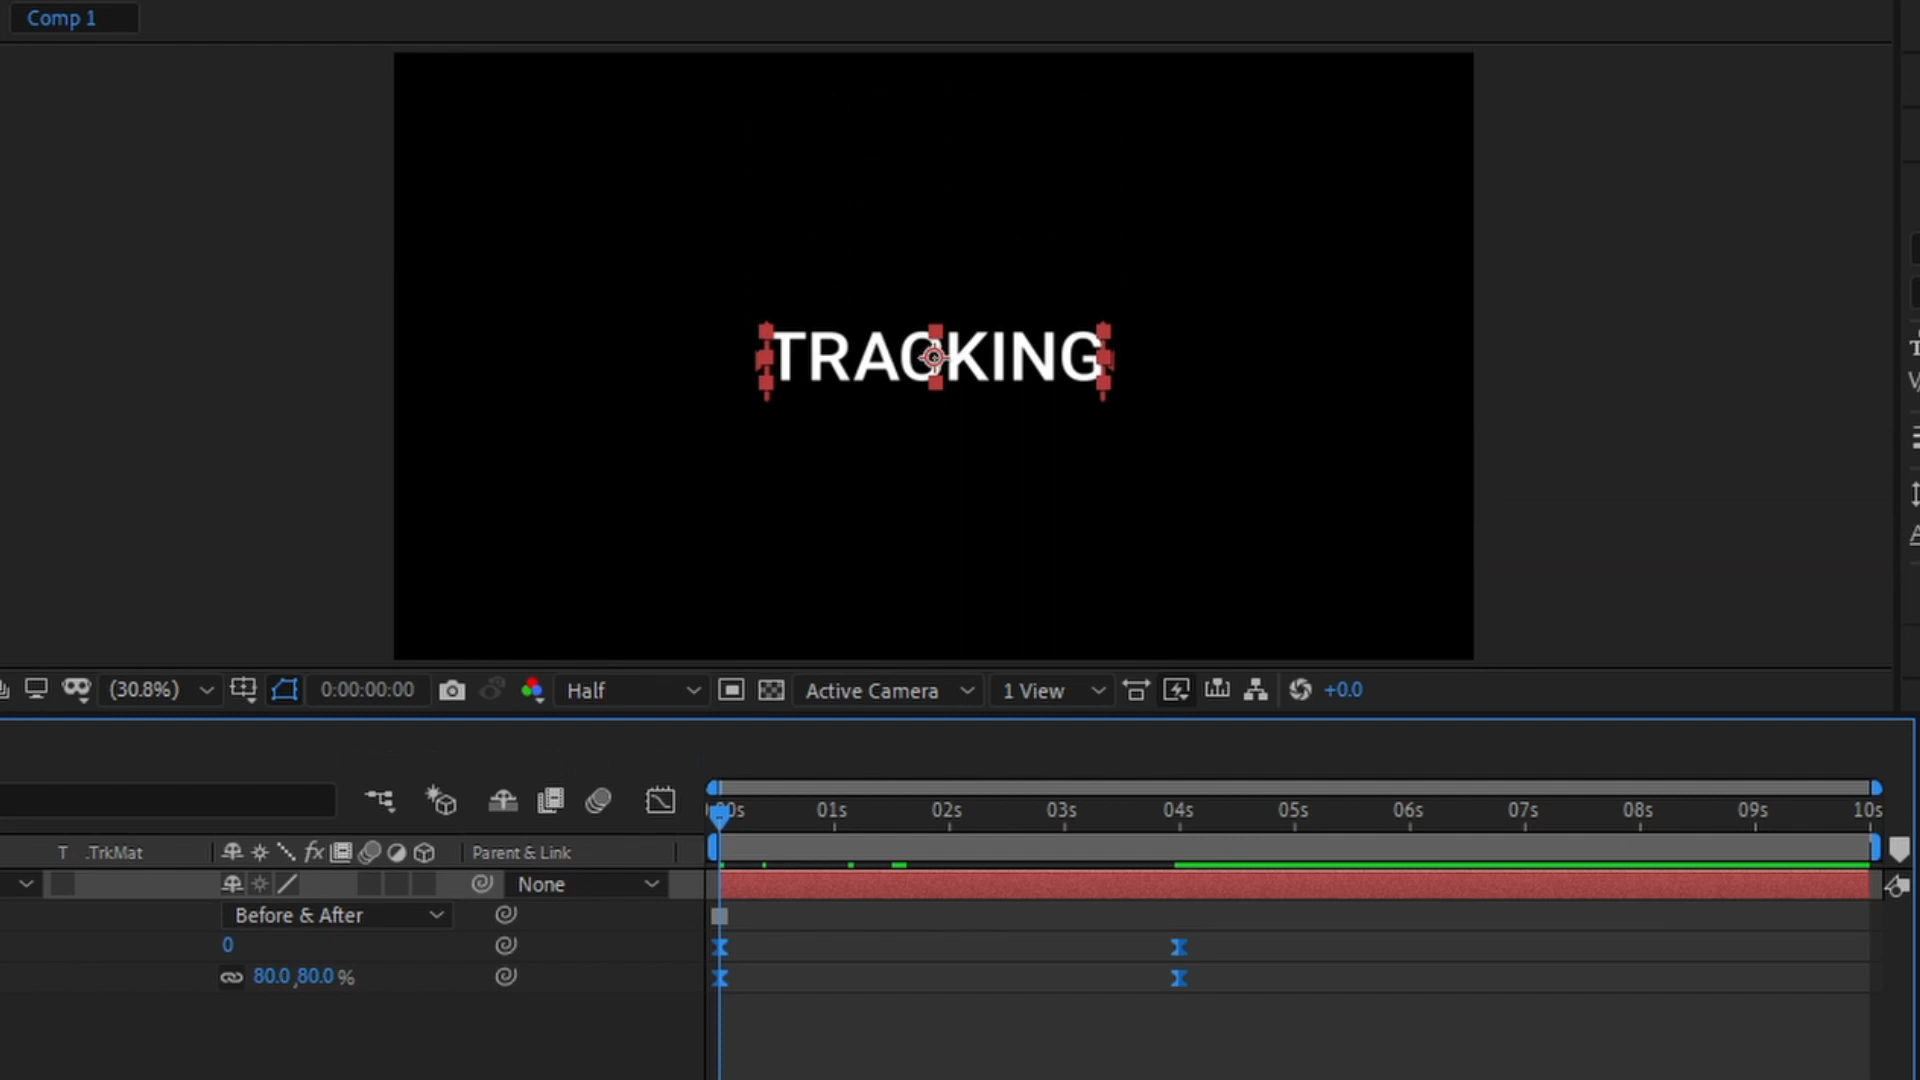 Comp 1
TRACKING
(30.8%) 0:00:00:00 Half Active Camera 1 View +0.0
01s 02s 03s 04s 05s 06s 07s 08s 09s 10s
T .TrkMat fx Parent & Link
None
Before & After
0
80.0,80.0 %